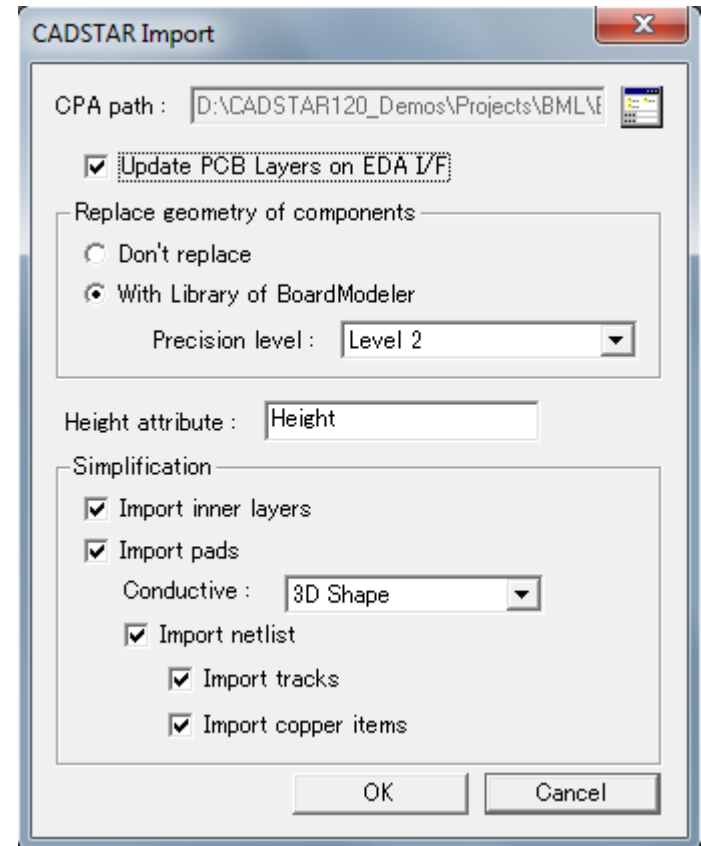 CADSTAR Import
CPA path : D:\CADSTAR120_Demos\Projects\BML\E
Update PCB Layers on EDA I/F
Replace geometry of components
Don't replace
With Library of BoardModeler
Precision level : Level 2
Height attribute : Height
Simplification
Import inner layers
Import pads
Conductive : 3D Shape
Import netlist
Import tracks
Import copper items
OK Cancel